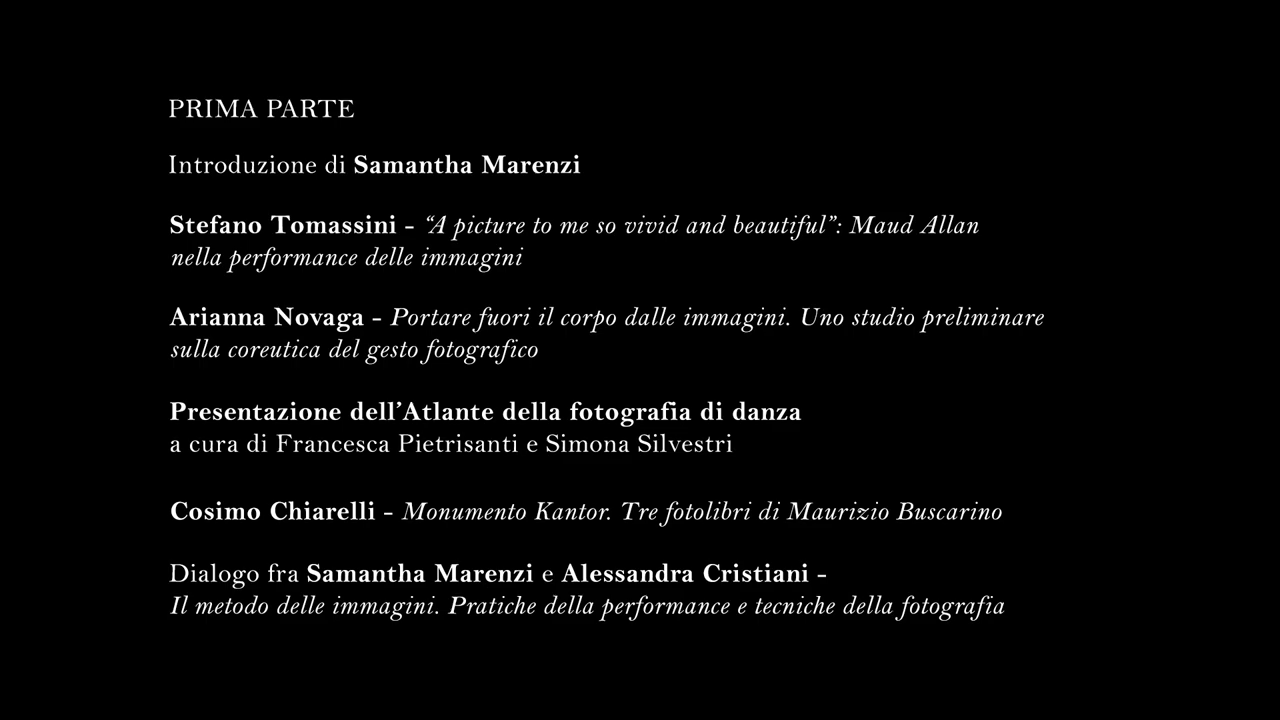 PRIMA PARTE
Introduzione di Samantha Marenzi
Stefano Tomassini - “A picture to me so vivid and beautiful”: Maud Allan
nella performance delle immagini
Arianna Novaga - Portare fuori il corpo dalle immagini. Uno studio preliminare
sulla coreutica del gesto fotografico
Presentazione dell’Atlante della fotografia di danza
a cura di Francesca Pietrisanti e Simona Silvestri
Cosimo Chiarelli - Monumento Kantor. Tre fotolibri di Maurizio Buscarino
Dialogo fra Samantha Marenzi e Alessandra Cristiani -
Il metodo delle immagini. Pratiche della performance e tecniche della fotografia